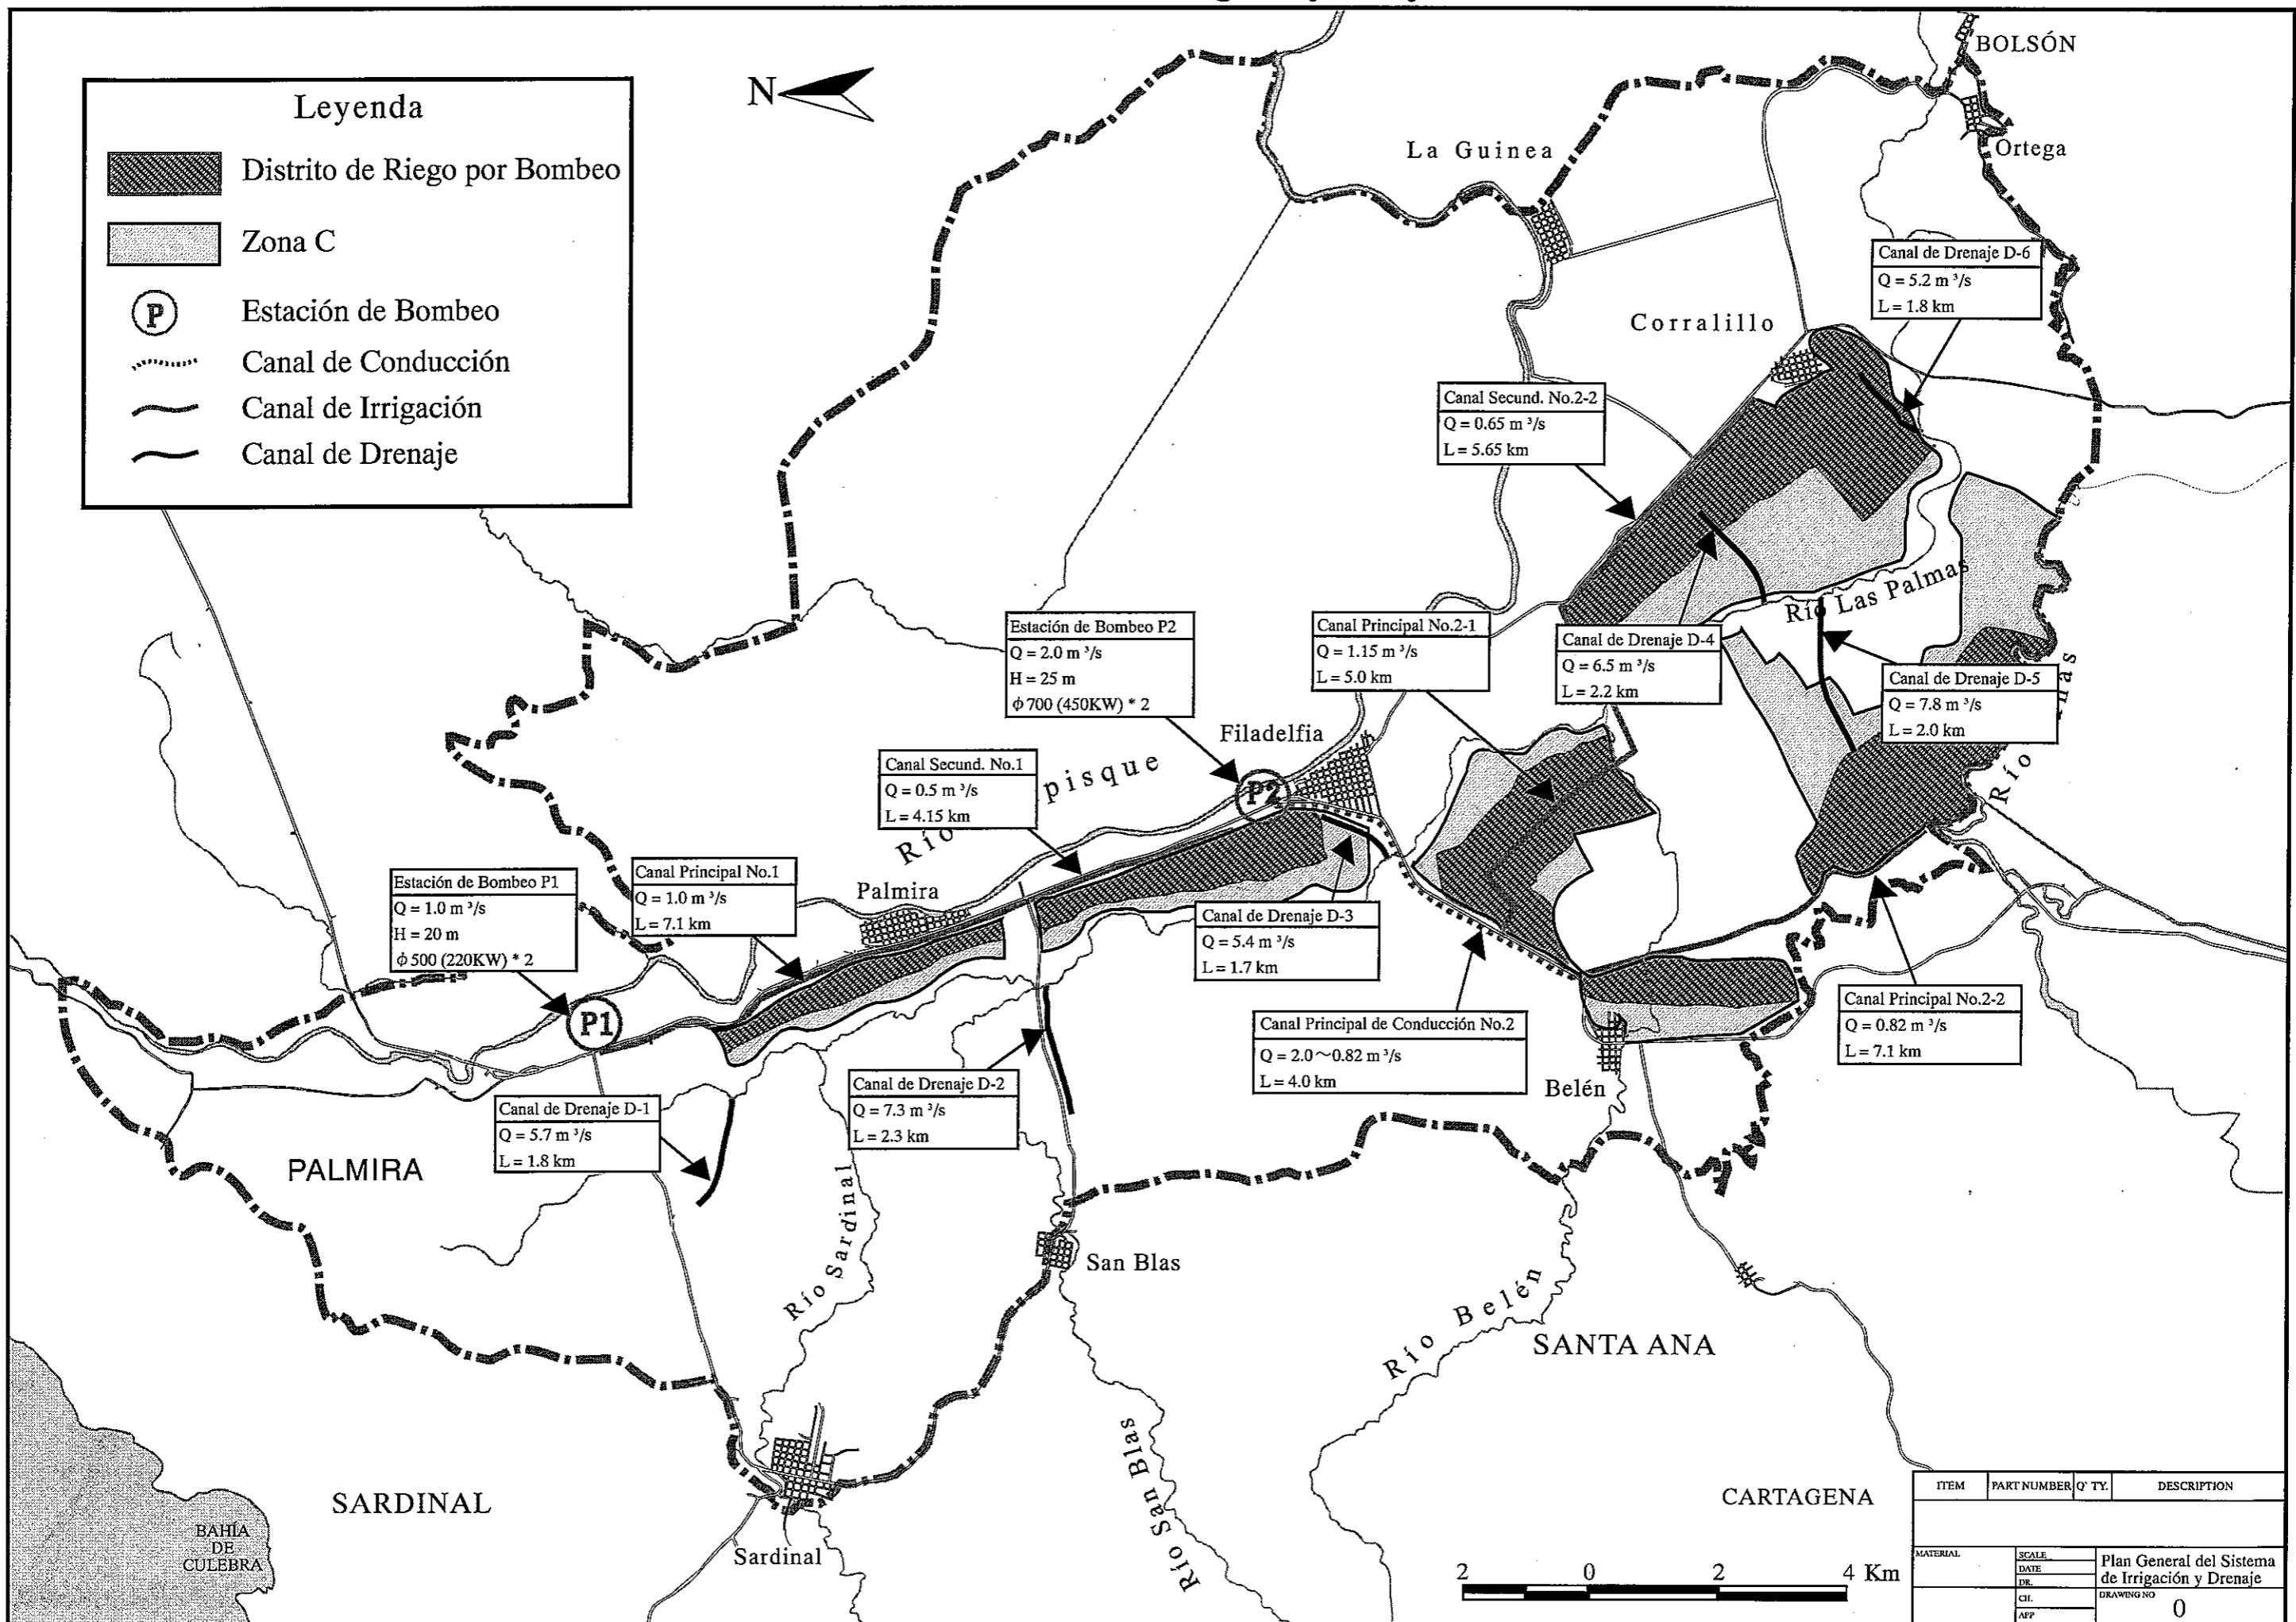 BOLSÓN
Leyenda
Distrito de Riego por Bombeo
Zona C
P
Estación de Bombeo
Canal de Conducción
Canal de Irrigación
Canal de Drenaje
N
La Guinea
Ortega
Canal de Drenaje D-6
Q = 5.2 m³/s
L = 1.8 km
Corralillo
Canal Secund. No.2-2
Q = 0.65 m³/s
L = 5.65 km
Río Las Palmas
Estación de Bombeo P2
Q = 2.0 m³/s
H = 25 m
φ 700 (450KW) * 2
Canal Principal No.2-1
Q = 1.15 m³/s
L = 5.0 km
Canal de Drenaje D-4
Q = 6.5 m³/s
L = 2.2 km
Canal de Drenaje D-5
Q = 7.8 m³/s
L = 2.0 km
Río
Filadelfia
P2
Canal Secund. No.1
Q = 0.5 m³/s
L = 4.15 km
Río
pisque
Palmira
Estación de Bombeo P1
Q = 1.0 m³/s
H = 20 m
φ 500 (220KW) * 2
Canal Principal No.1
Q = 1.0 m³/s
L = 7.1 km
P1
Canal de Drenaje D-3
Q = 5.4 m³/s
L = 1.7 km
Canal Principal de Conducción No.2
Q = 2.0～0.82 m³/s
L = 4.0 km
Canal Principal No.2-2
Q = 0.82 m³/s
L = 7.1 km
Belén
Canal de Drenaje D-2
Q = 7.3 m³/s
L = 2.3 km
Canal de Drenaje D-1
Q = 5.7 m³/s
L = 1.8 km
PALMIRA
Río Sardinal
San Blas
Río Belén
SANTA ANA
Río San Blas
SARDINAL
BAHÍA
DE
CULEBRA
Sardinal
CARTAGENA
2 0 2 4 Km
ITEM PART NUMBER Q' TY. DESCRIPTION
MATERIAL
SCALE
DATE
DR.
CH.
APP
Plan General del Sistema
de Irrigación y Drenaje
DRAWING NO
0